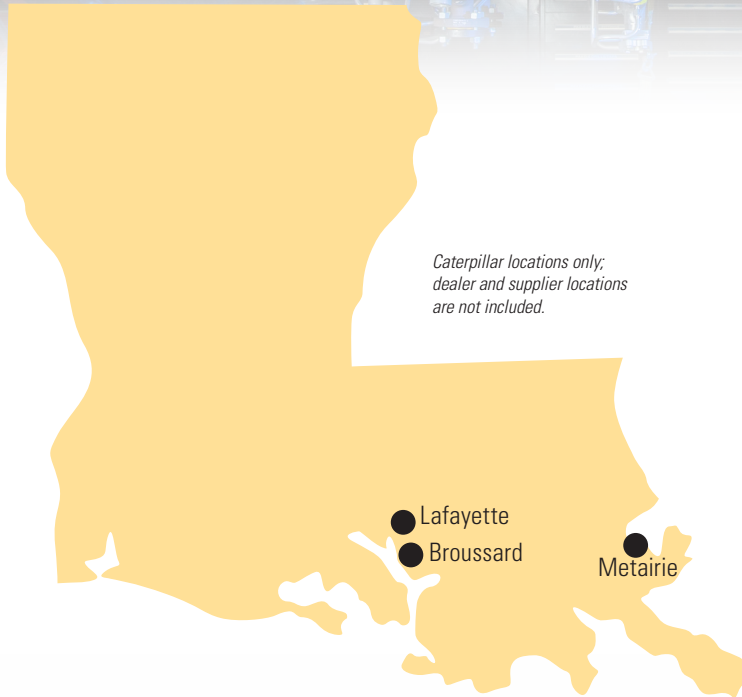 Caterpillar locations only;
dealer and supplier locations
are not included.
Lafayette
Broussard
Metairie